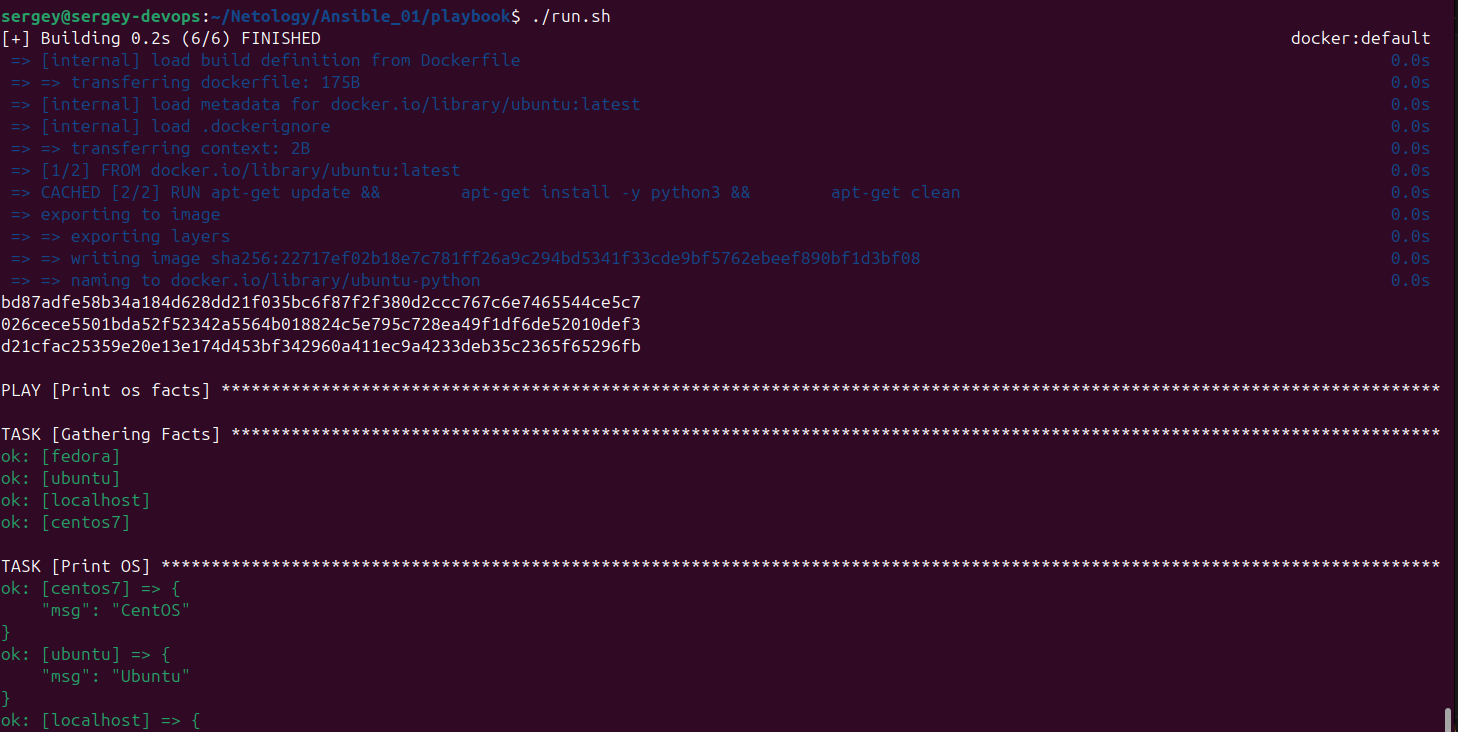 sergey@sergey-devops:~/Netology/Ansible_01/playbook$ ./run.sh
[+] Building 0.2s (6/6) FINISHED docker:default
=> [internal] load build definition from Dockerfile 0.0s
=> => transferring dockerfile: 175B 0.0s
=> [internal] load metadata for docker.io/library/ubuntu:latest 0.0s
=> [internal] load .dockerignore 0.0s
=> => transferring context: 2B 0.0s
=> [1/2] FROM docker.io/library/ubuntu:latest 0.0s
=> CACHED [2/2] RUN apt-get update &&        apt-get install -y python3 &&        apt-get clean 0.0s
=> exporting to image 0.0s
=> => exporting layers 0.0s
=> => writing image sha256:22717ef02b18e7c781ff26a9c294bd5341f33cde9bf5762ebeef890bf1d3bf08 0.0s
=> => naming to docker.io/library/ubuntu-python 0.0s
bd87adfe58b34a184d628dd21f035bc6f87f2f380d2ccc767c6e7465544ce5c7
026cece5501bda52f52342a5564b018824c5e795c728ea49f1df6de52010def3
d21cfac25359e20e13e174d453bf342960a411ec9a4233deb35c2365f65296fb
PLAY [Print os facts] **************************************************************************************************************************
TASK [Gathering Facts] *************************************************************************************************************************
ok: [fedora]
ok: [ubuntu]
ok: [localhost]
ok: [centos7]
TASK [Print OS] ********************************************************************************************************************************
ok: [centos7] => {
    "msg": "CentOS"
}
ok: [ubuntu] => {
    "msg": "Ubuntu"
}
ok: [localhost] => {